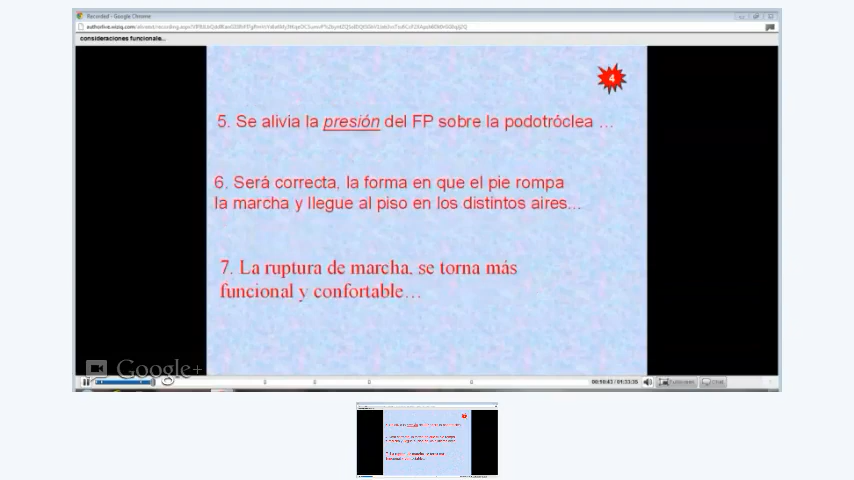 Recorded - Google Chrome
consideraciones funcionale...
4
5. Se alivia la presión del FP sobre la podotróclea ...
6. Será correcta, la forma en que el pie rompa
la marcha y llegue al piso en los distintos aires...
7. La ruptura de marcha, se torna más
funcional y confortable...
Google+
Chat